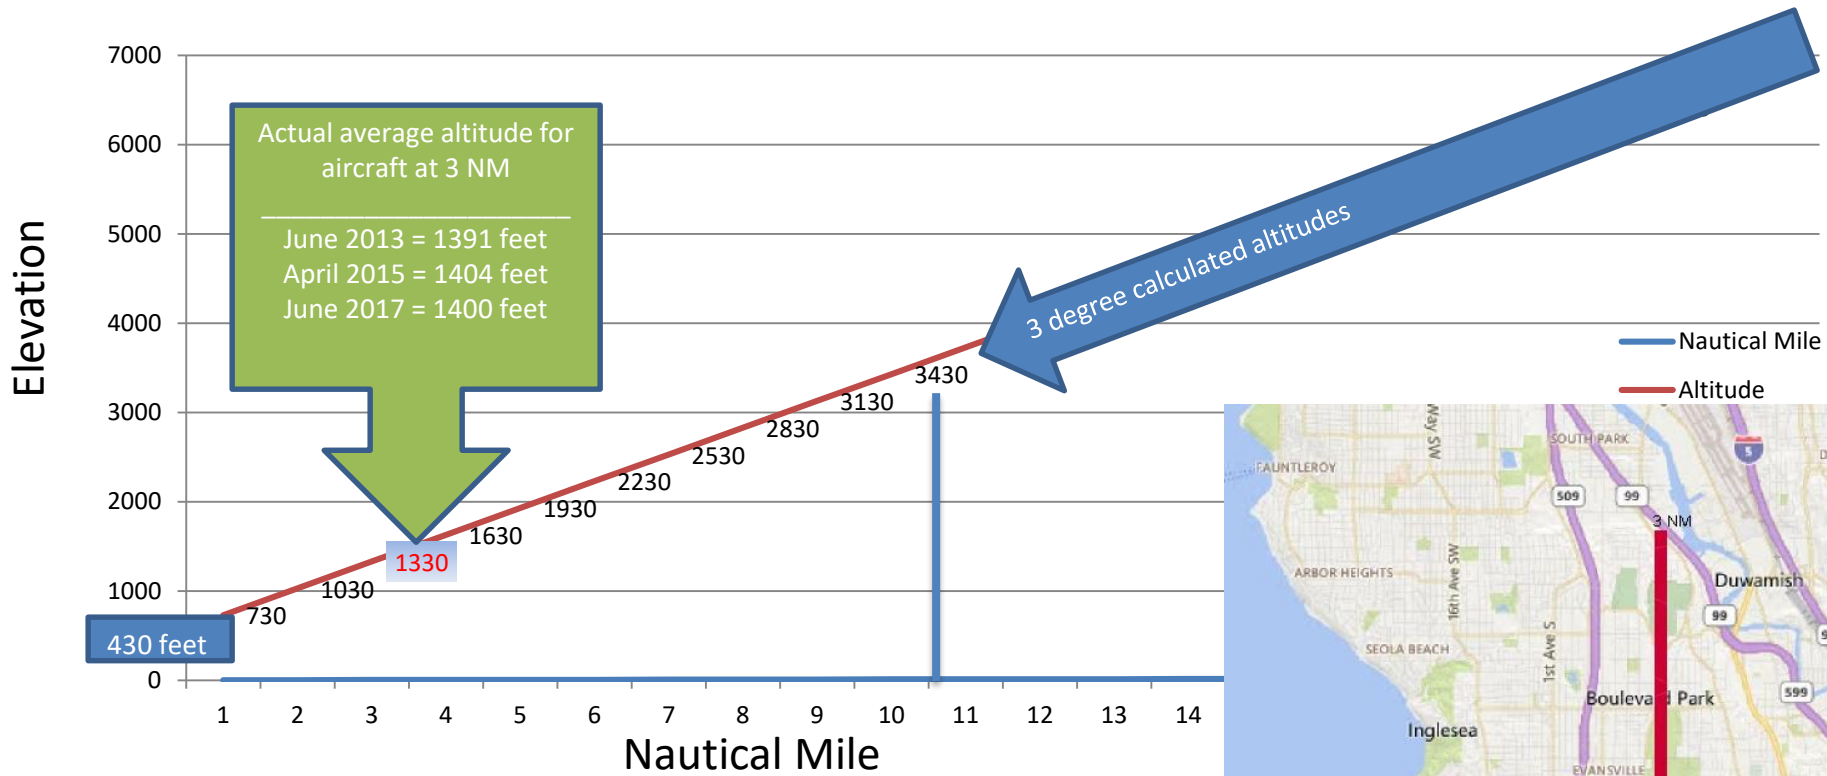 7000
6000
5000
4000
3000
2000
1000
0
Elevation
430 feet
Actual average altitude for
aircraft at 3 NM
______________________
June 2013 = 1391 feet
April 2015 = 1404 feet
June 2017 = 1400 feet
3 degree calculated altitudes
730
1030
1330
1630
1930
2230
2530
2830
3130
3430
1
2
3
4
5
6
7
8
9
10
11
12
13
14
Nautical Mile
Nautical Mile
Altitude
Way SW
SOUTH PARK
5
FAUNTLEROY
509
99
3 NM
ARBOR HEIGHTS
16th Ave SW
Duwamish
99
1st Ave S
SEOLA BEACH
599
Boulevard Park
Inglesea
EVANSVILLE